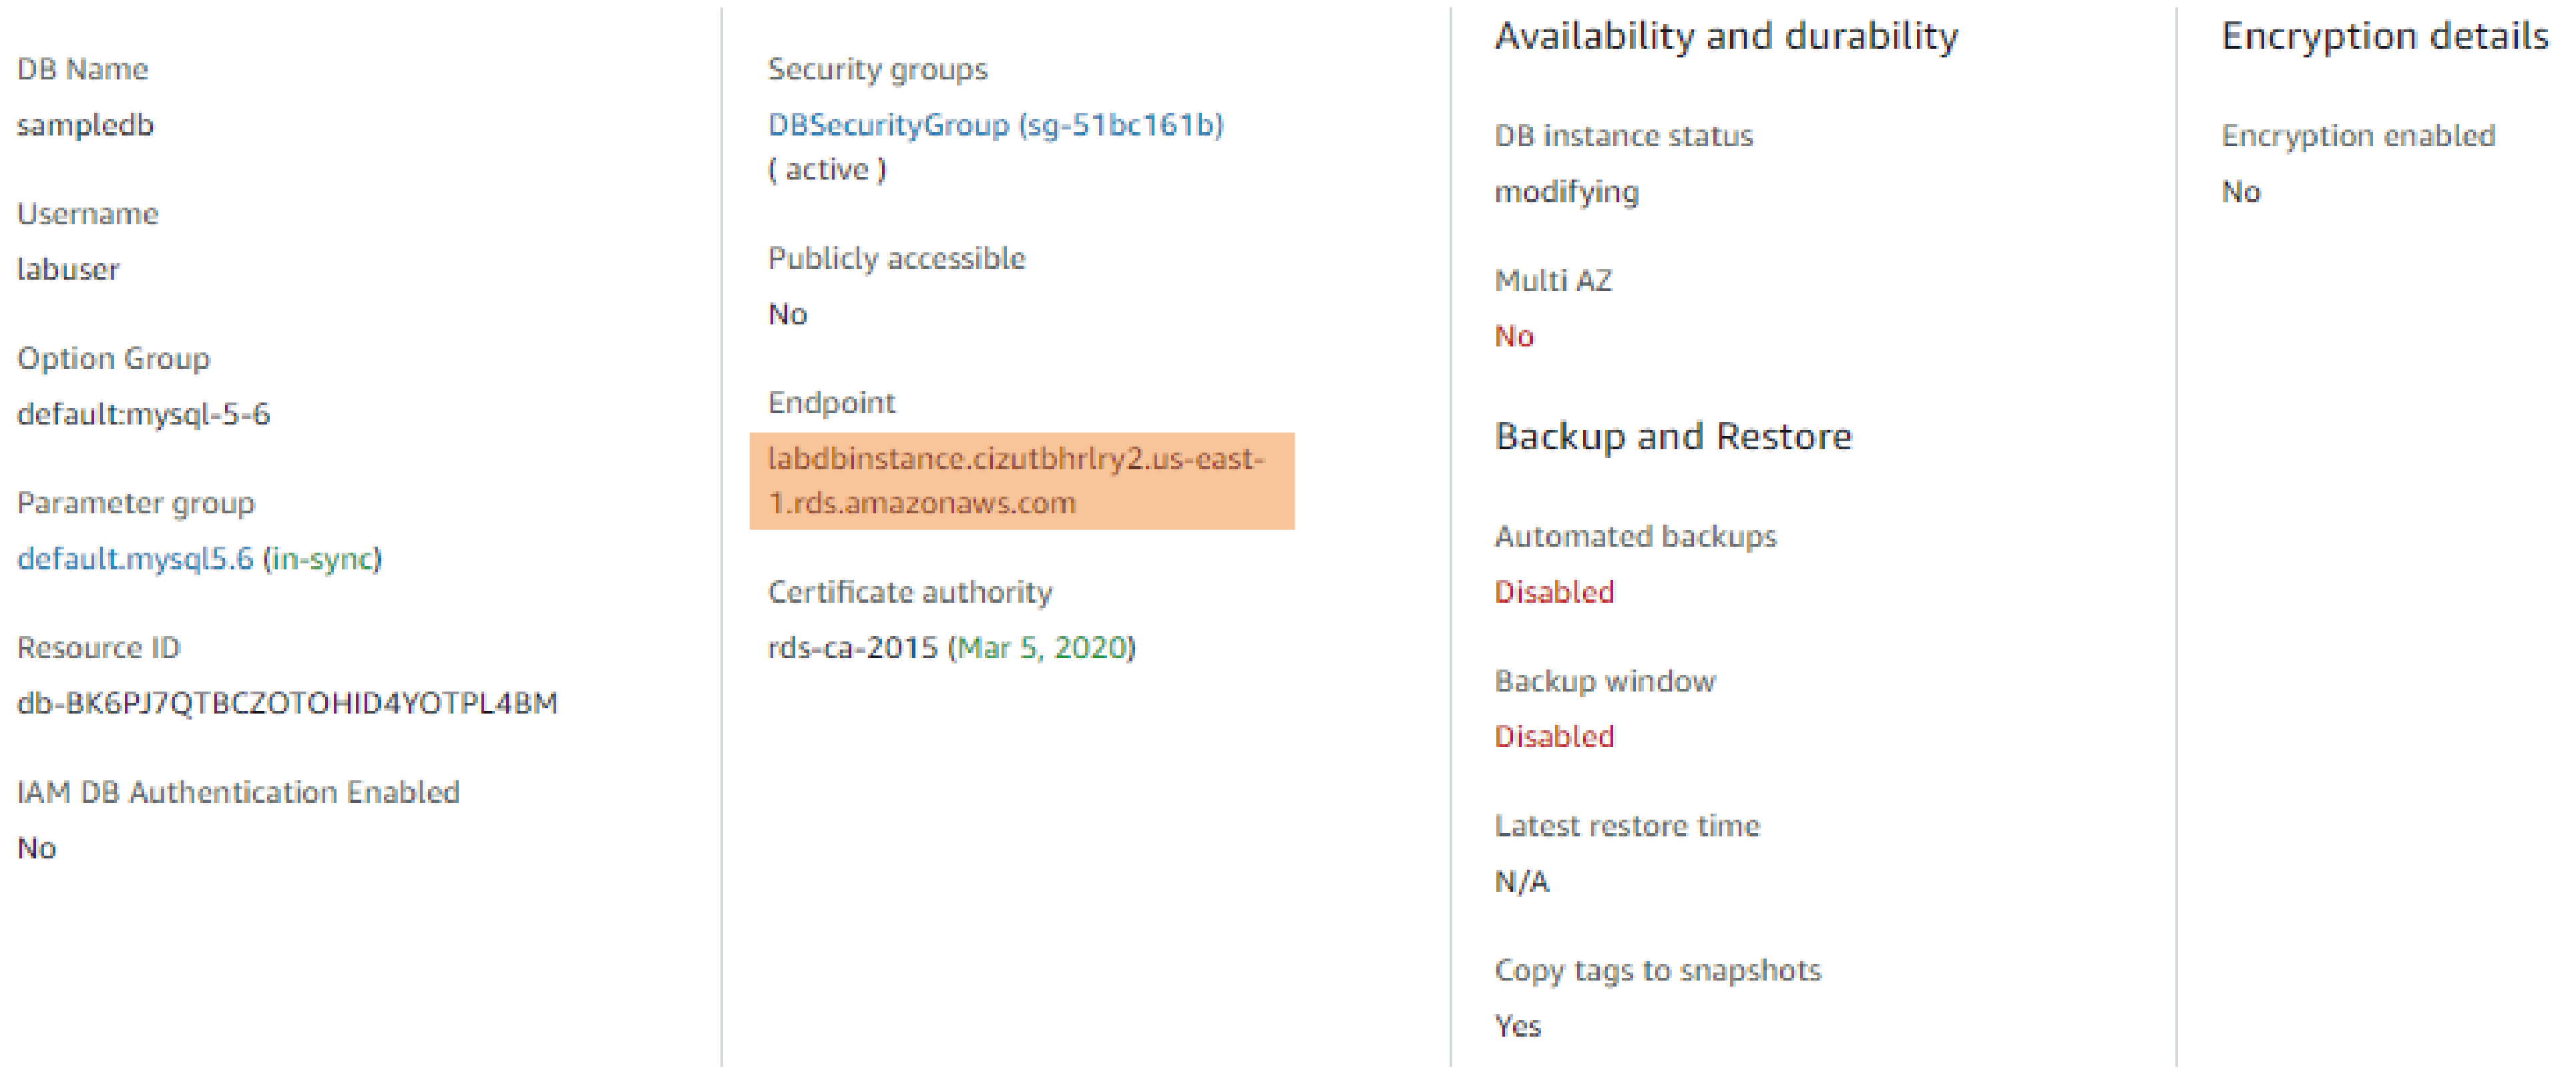 DB Name
sampledb
Username
labuser
Option Group
default:mysql-5-6
Parameter group
default.mysql5.6 (in-sync)
Resource ID
db-BK6PJ7QTBCZOTOHID4YOTPL4BM
IAM DB Authentication Enabled
No
Security groups
DBSecurityGroup (sg-51bc161b)
( active )
Publicly accessible
No
Endpoint
labdbinstance.cizutbhrlry2.us-east-
1.rds.amazonaws.com
Certificate authority
rds-ca-2015 (Mar 5, 2020)
Availability and durability
DB instance status
modifying
Multi AZ
No
Backup and Restore
Automated backups
Disabled
Backup window
Disabled
Latest restore time
N/A
Copy tags to snapshots
Yes
Encryption details
Encryption enabled
No